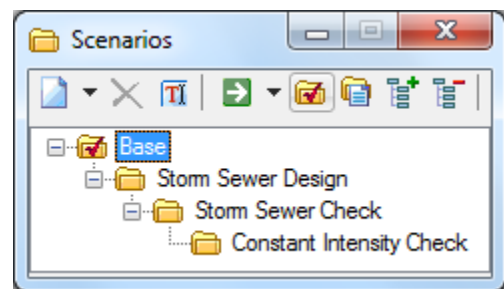 Scenarios
Base
Storm Sewer Design
Storm Sewer Check
Constant Intensity Check